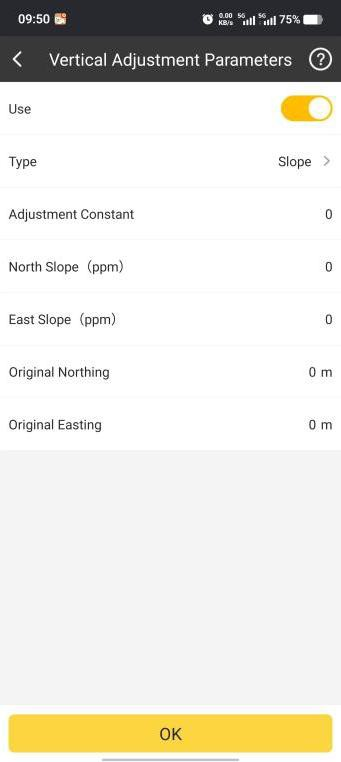 09:50 0.00 KB/s 5G 5G 75%
Vertical Adjustment Parameters ?
Use
Type Slope >
Adjustment Constant 0
North Slope（ppm） 0
East Slope（ppm） 0
Original Northing 0 m
Original Easting 0 m
OK